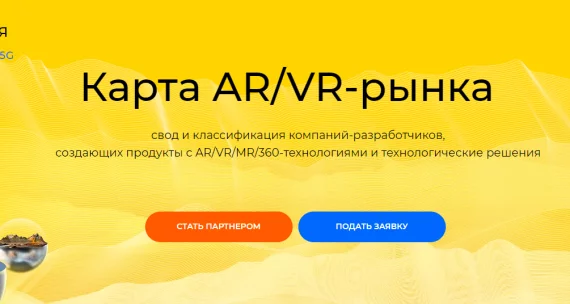 Я
5G
Карта AR/VR-рынка
свод и классификация компаний-разработчиков,
создающих продукты с AR/VR/MR/360-технологиями и технологические решения
СТАТЬ ПАРТНЕРОМ
ПОДАТЬ ЗАЯВКУ